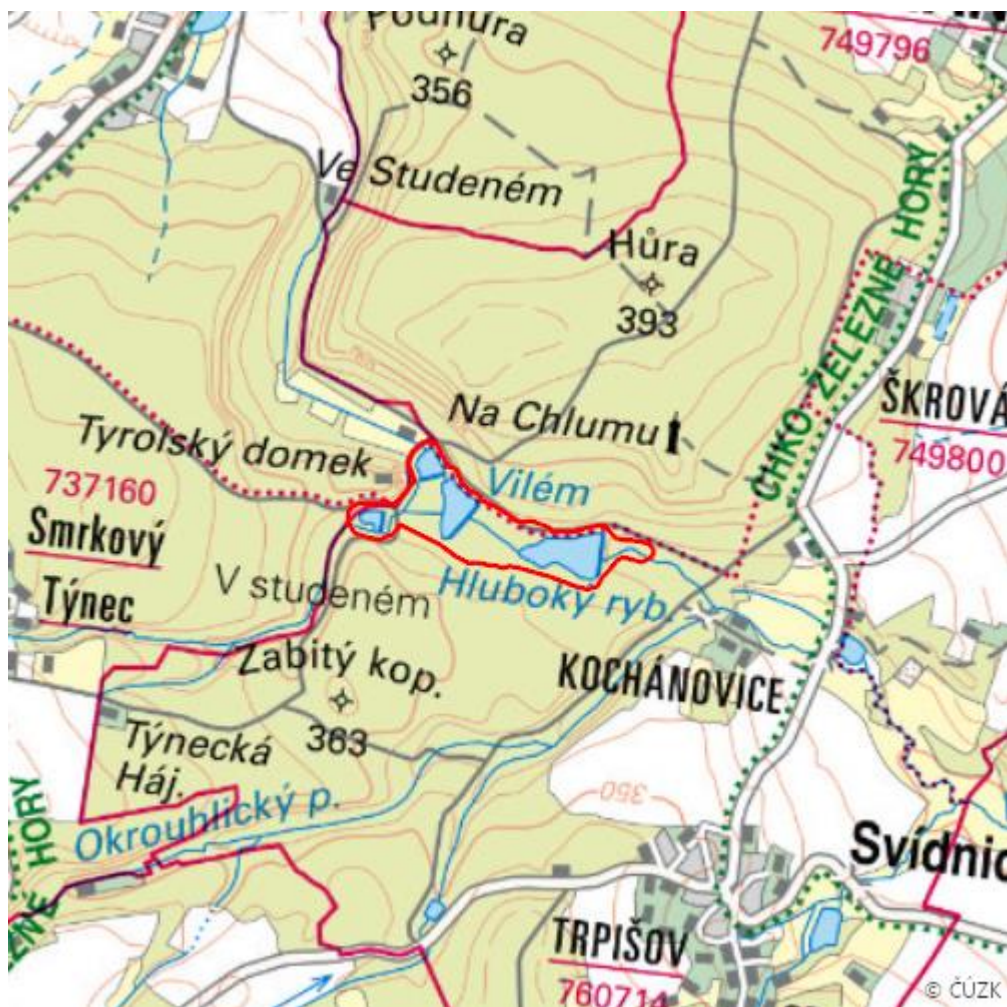 Podhůra
356
749796
Ve Studeném
Hůra
393
CHKO ŽELEZNÉ HORY
Na Chlumu
ŠKROVÁ
749800
Tyrolský domek
737160
Vilém
Smrkový
Týnec
V studeném
Hluboký ryb.
Zabitý kop.
363
KOCHÁNOVICE
Týnecká
Háj.
350
Okrouhlický p.
ZNÉ HORY
Svídnic
TRPIŠOV
760714
© ČÚZK